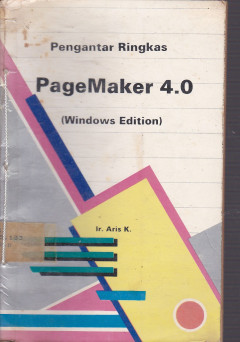 Pengantar Ringkas
PageMaker 4.0
(Windows Edition)
Ir. Aris K.